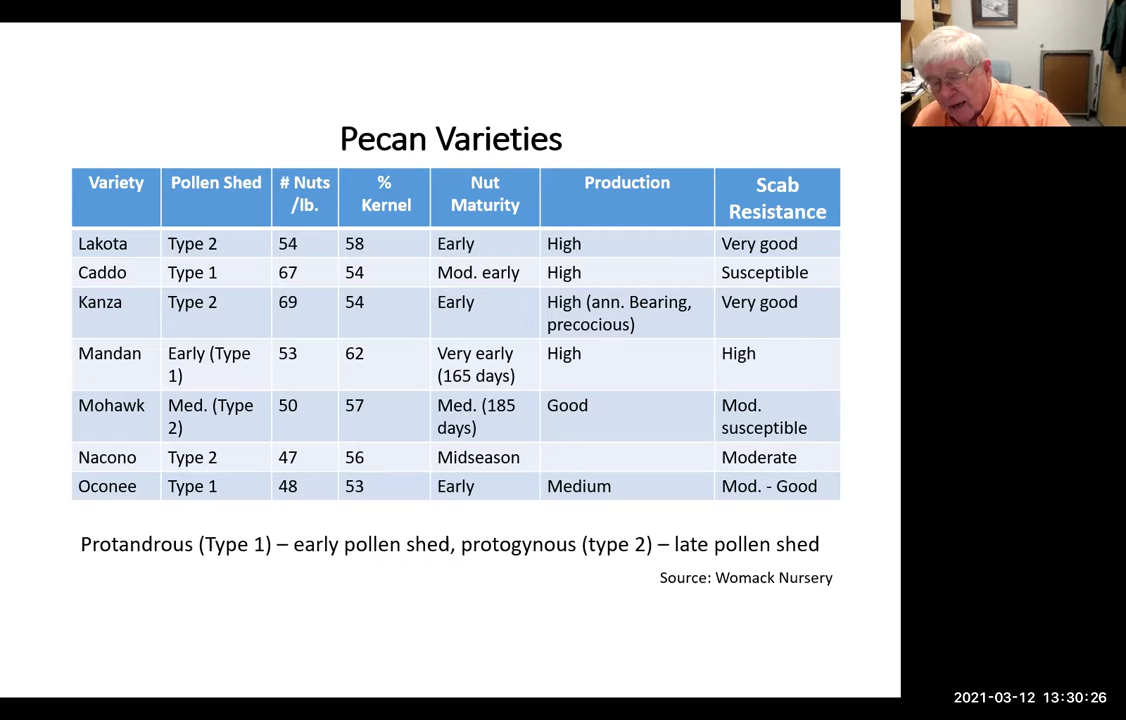 Pecan Varieties
Variety Pollen Shed # Nuts /lb. % Kernel Nut Maturity Production Scab Resistance
Lakota Type 2 54 58 Early High Very good
Caddo Type 1 67 54 Mod. early High Susceptible
Kanza Type 2 69 54 Early High (ann. Bearing, precocious) Very good
Mandan Early (Type 1) 53 62 Very early (165 days) High High
Mohawk Med. (Type 2) 50 57 Med. (185 days) Good Mod. susceptible
Nacono Type 2 47 56 Midseason Moderate
Oconee Type 1 48 53 Early Medium Mod. - Good
Protandrous (Type 1) – early pollen shed, protogynous (type 2) – late pollen shed
Source: Womack Nursery
2021-03-12 13:30:26